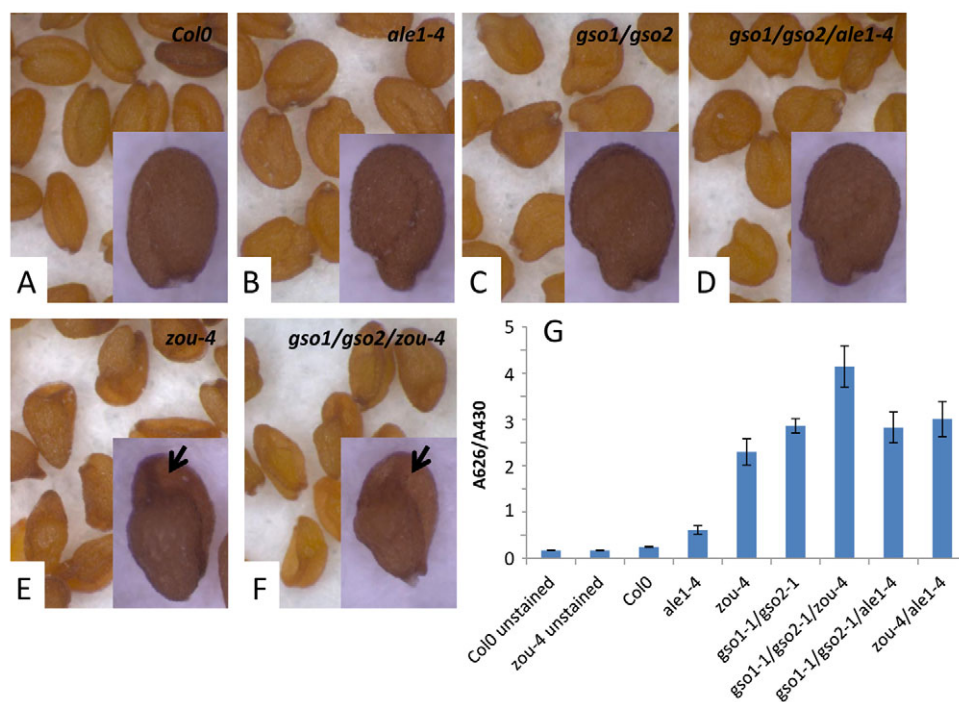 Col0
ale1-4
gso1/gso2
gso1/gso2/ale1-4
A
B
C
D
zou-4
gso1/gso2/zou-4
E
F
G
A626/A430
5
4
3
2
1
0
Col0 unstained
zou-4 unstained
Col0
ale1-4
zou-4
gso1-1/gso2-1
gso1-1/gso2-1/zou-4
gso1-1/gso2-1/ale1-4
zou-4/ale1-4